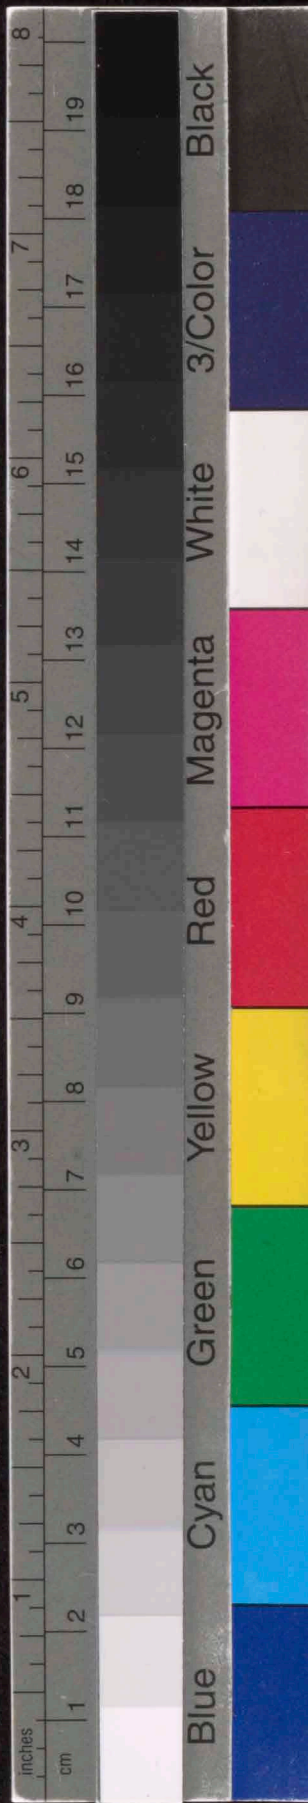 inches 1 2 3 4 5 6 7 8
cm 1 2 3 4 5 6 7 8 9 10 11 12 13 14 15 16 17 18 19
Blue Cyan Green Yellow Red Magenta White 3/Color Black